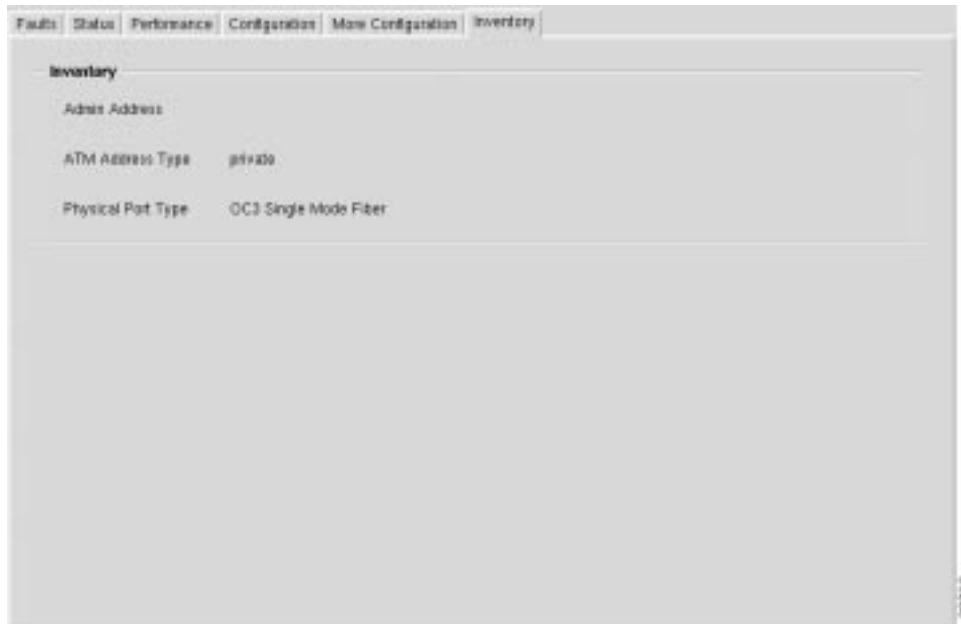 Faults Status Performance Configuration More Configuration Inventory
Inventory
Admin Address
ATM Address Type private
Physical Port Type OC3 Single Mode Fiber